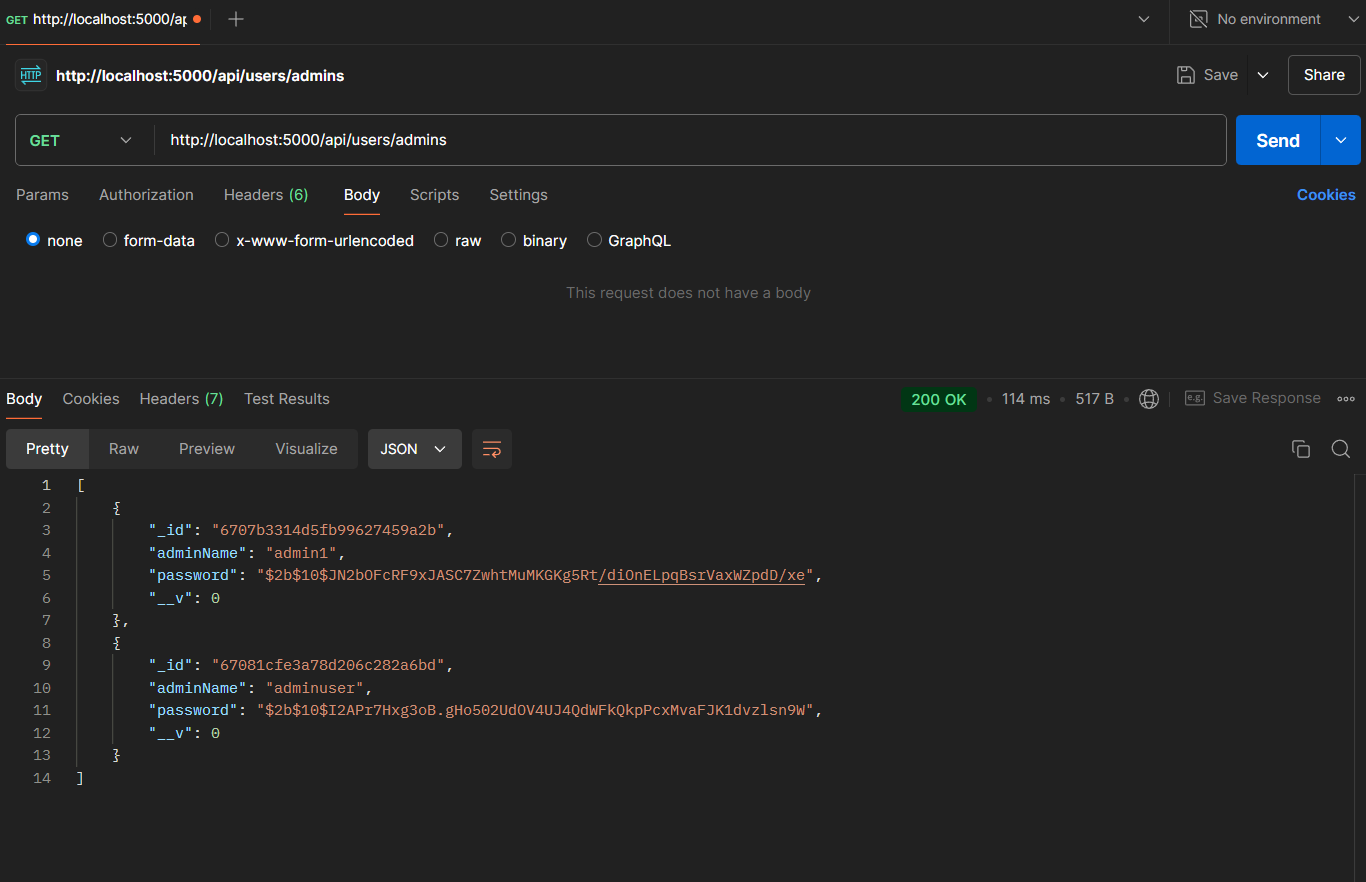 GET http://localhost:5000/ap
No environment
HTTP http://localhost:5000/api/users/admins
Save
Share
GET http://localhost:5000/api/users/admins
Send
Params Authorization Headers (6) Body Scripts Settings Cookies
none form-data x-www-form-urlencoded raw binary GraphQL
This request does not have a body
Body Cookies Headers (7) Test Results 200 OK 114 ms 517 B e.g. Save Response
Pretty Raw Preview Visualize JSON
1 [
2 {
3 "_id": "6707b3314d5fb99627459a2b",
4 "adminName": "admin1",
5 "password": "$2b$10$JN2bOFcRF9xJASC7ZwhtMuMKGKg5Rt/diOnELpqBsrVaxWZpdD/xe",
6 "__v": 0
7 },
8 {
9 "_id": "67081cfe3a78d206c282a6bd",
10 "adminName": "adminuser",
11 "password": "$2b$10$I2APr7Hxg3oB.gHo502UdOV4UJ4QdWFkQkpPcxMvaFJK1dvzlsn9W",
12 "__v": 0
13 }
14 ]